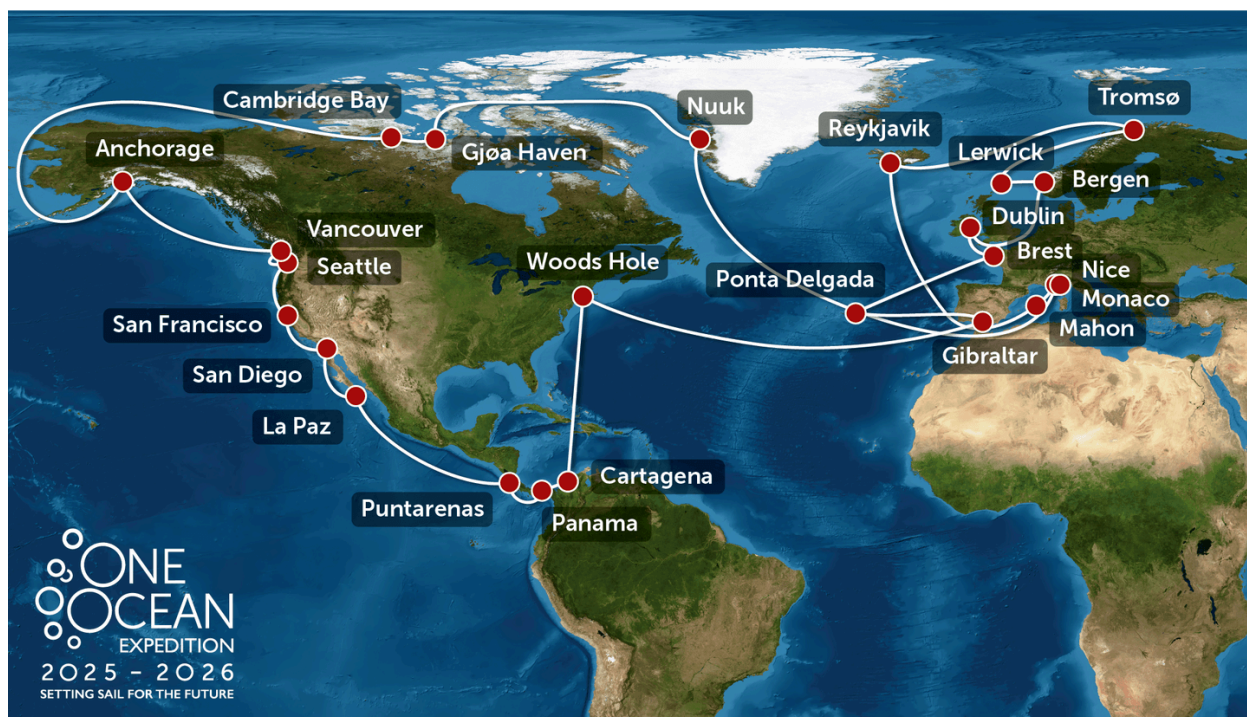 Cambridge Bay
Nuuk
Tromsø
Reykjavik
Anchorage
Gjøa Haven
Lerwick
Bergen
Dublin
Vancouver
Brest
Seattle
Woods Hole
Nice
Ponta Delgada
Monaco
San Francisco
Mahon
Gibraltar
San Diego
La Paz
Cartagena
Puntarenas
Panama
ONE
OCEAN
EXPEDITION
2025 – 2026
SETTING SAIL FOR THE FUTURE